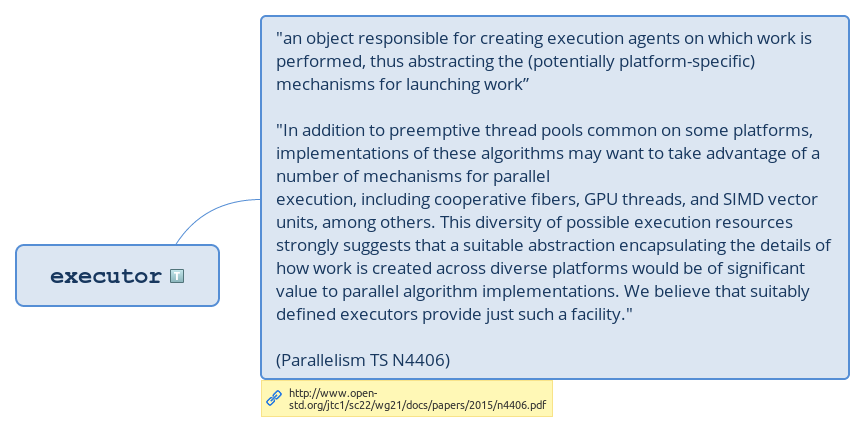 "an object responsible for creating execution agents on which work is
performed, thus abstracting the (potentially platform-specific)
mechanisms for launching work”
"In addition to preemptive thread pools common on some platforms,
implementations of these algorithms may want to take advantage of a
number of mechanisms for parallel
execution, including cooperative fibers, GPU threads, and SIMD vector
units, among others. This diversity of possible execution resources
strongly suggests that a suitable abstraction encapsulating the details of
how work is created across diverse platforms would be of significant
value to parallel algorithm implementations. We believe that suitably
defined executors provide just such a facility."
(Parallelism TS N4406)
executor T
http://www.open-
std.org/jtc1/sc22/wg21/docs/papers/2015/n4406.pdf